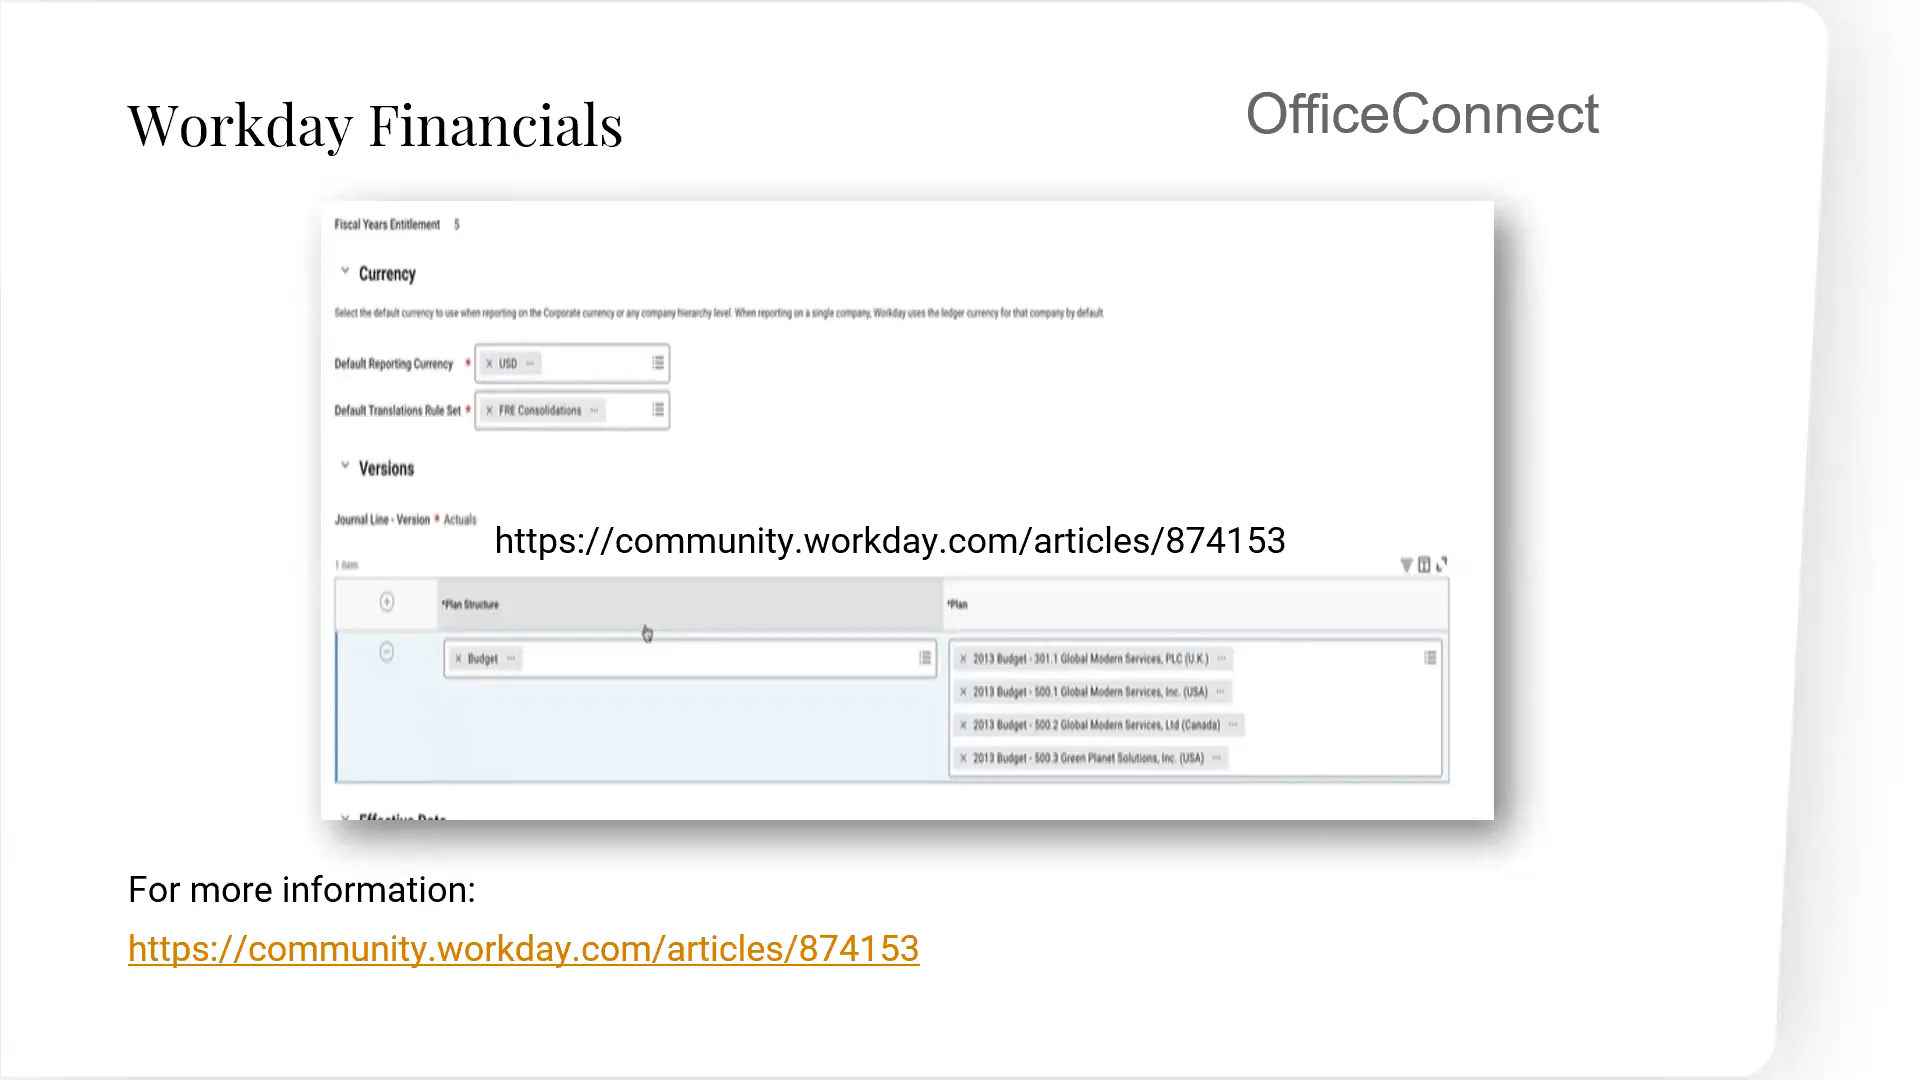 Workday Financials
OfficeConnect
Fiscal Years Entitlement 5
Currency
Select the default currency to use when reporting on the Corporate currency or any company hierarchy level. When reporting on a single company, Workday uses the ledger currency for that company by default
Default Reporting Currency * × USD ...
Default Translations Rule Set * × FRE Consolidations ...
Versions
Journal Line - Version * Actuals
https://community.workday.com/articles/874153
1 item
*Plan Structure *Plan
× Budget ...
× 2013 Budget - 301.1 Global Modern Services, PLC (U.K.) ...
× 2013 Budget - 500.1 Global Modern Services, Inc. (USA) ...
× 2013 Budget - 500.2 Global Modern Services, Ltd (Canada) ...
× 2013 Budget - 500.3 Green Planet Solutions, Inc. (USA) ...
Effective Date
For more information:
https://community.workday.com/articles/874153